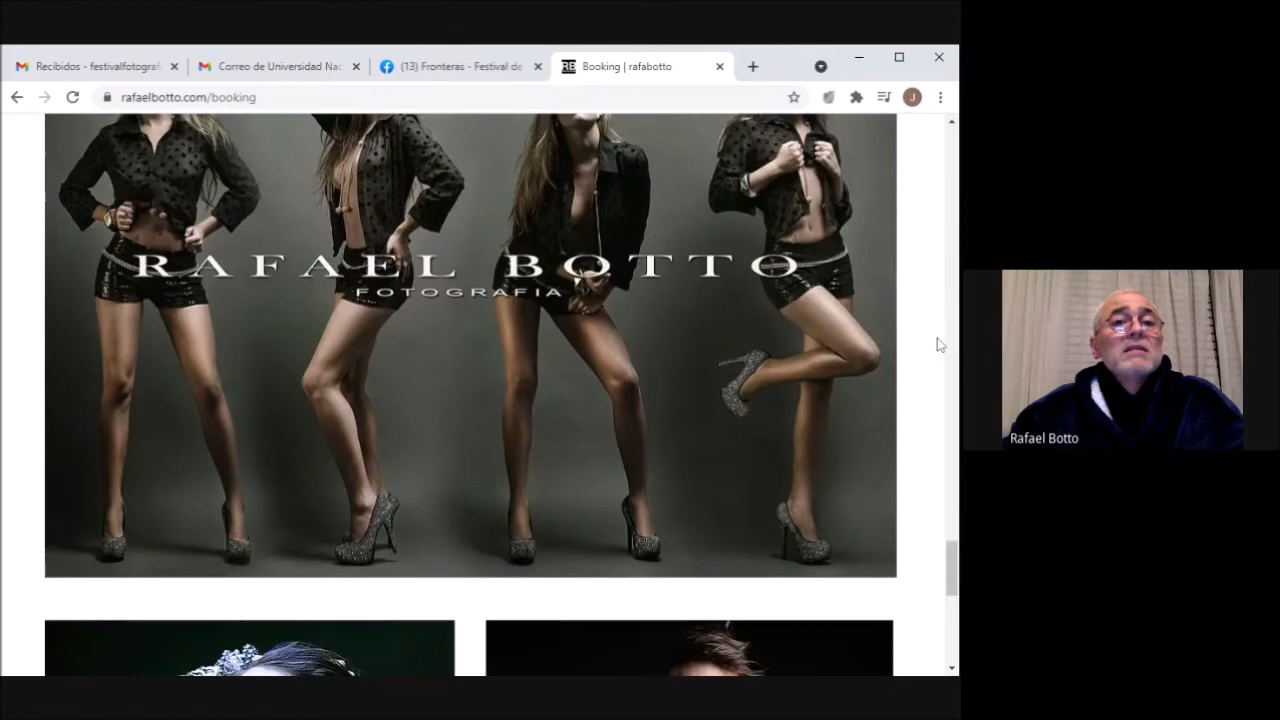 Recibidos - festivalfotograf
Correo de Universidad Nac
(13) Fronteras - Festival de
RB Booking | rafabotto
rafaelbotto.com/booking
J
RAFAEL BOTTO
FOTOGRAFIA
Rafael Botto